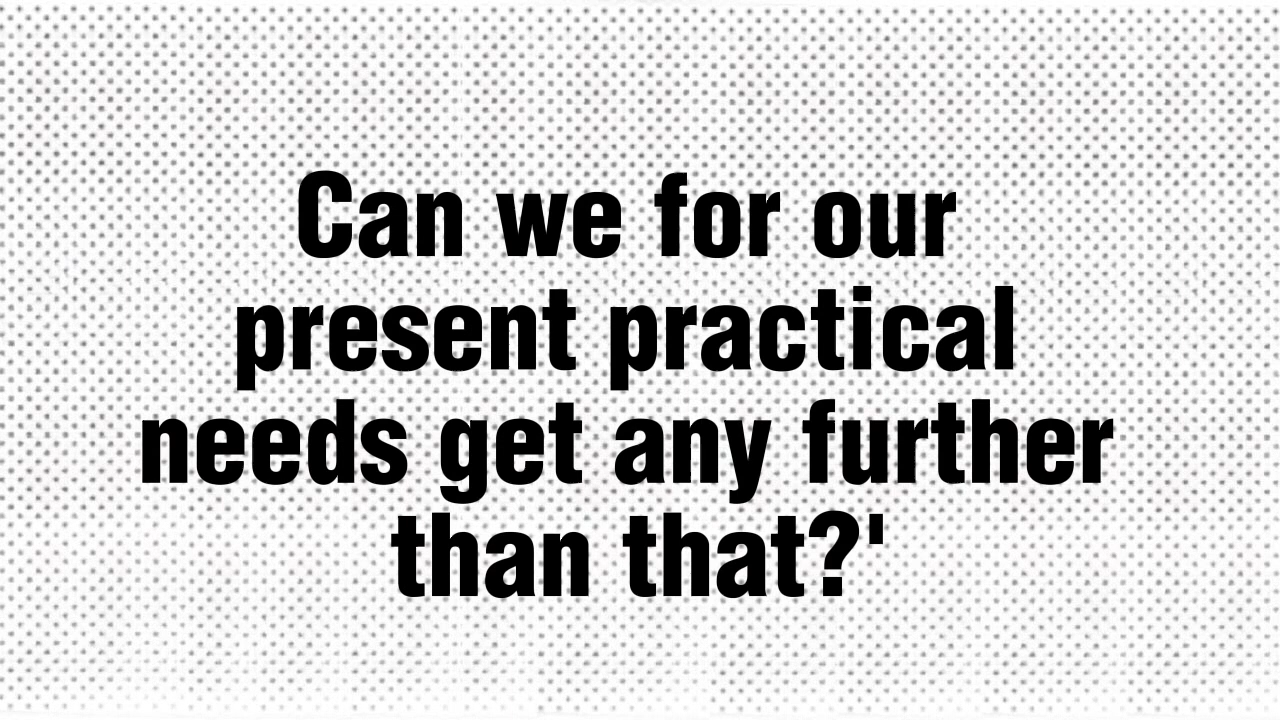 Can we for our
present practical
needs get any further
than that?'